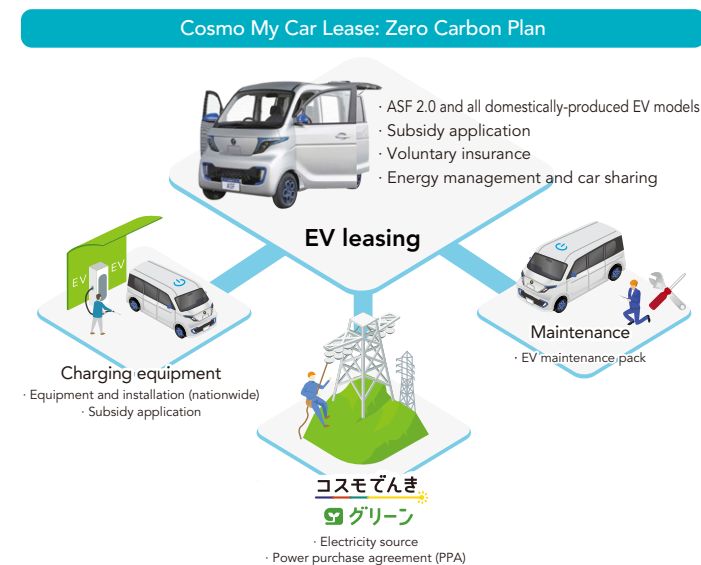 Cosmo My Car Lease: Zero Carbon Plan
· ASF 2.0 and all domestically-produced EV models
· Subsidy application
· Voluntary insurance
· Energy management and car sharing
EV leasing
EV EV
Charging equipment
· Equipment and installation (nationwide)
· Subsidy application
Maintenance
· EV maintenance pack
コスモでんき
グリーン
· Electricity source
· Power purchase agreement (PPA)